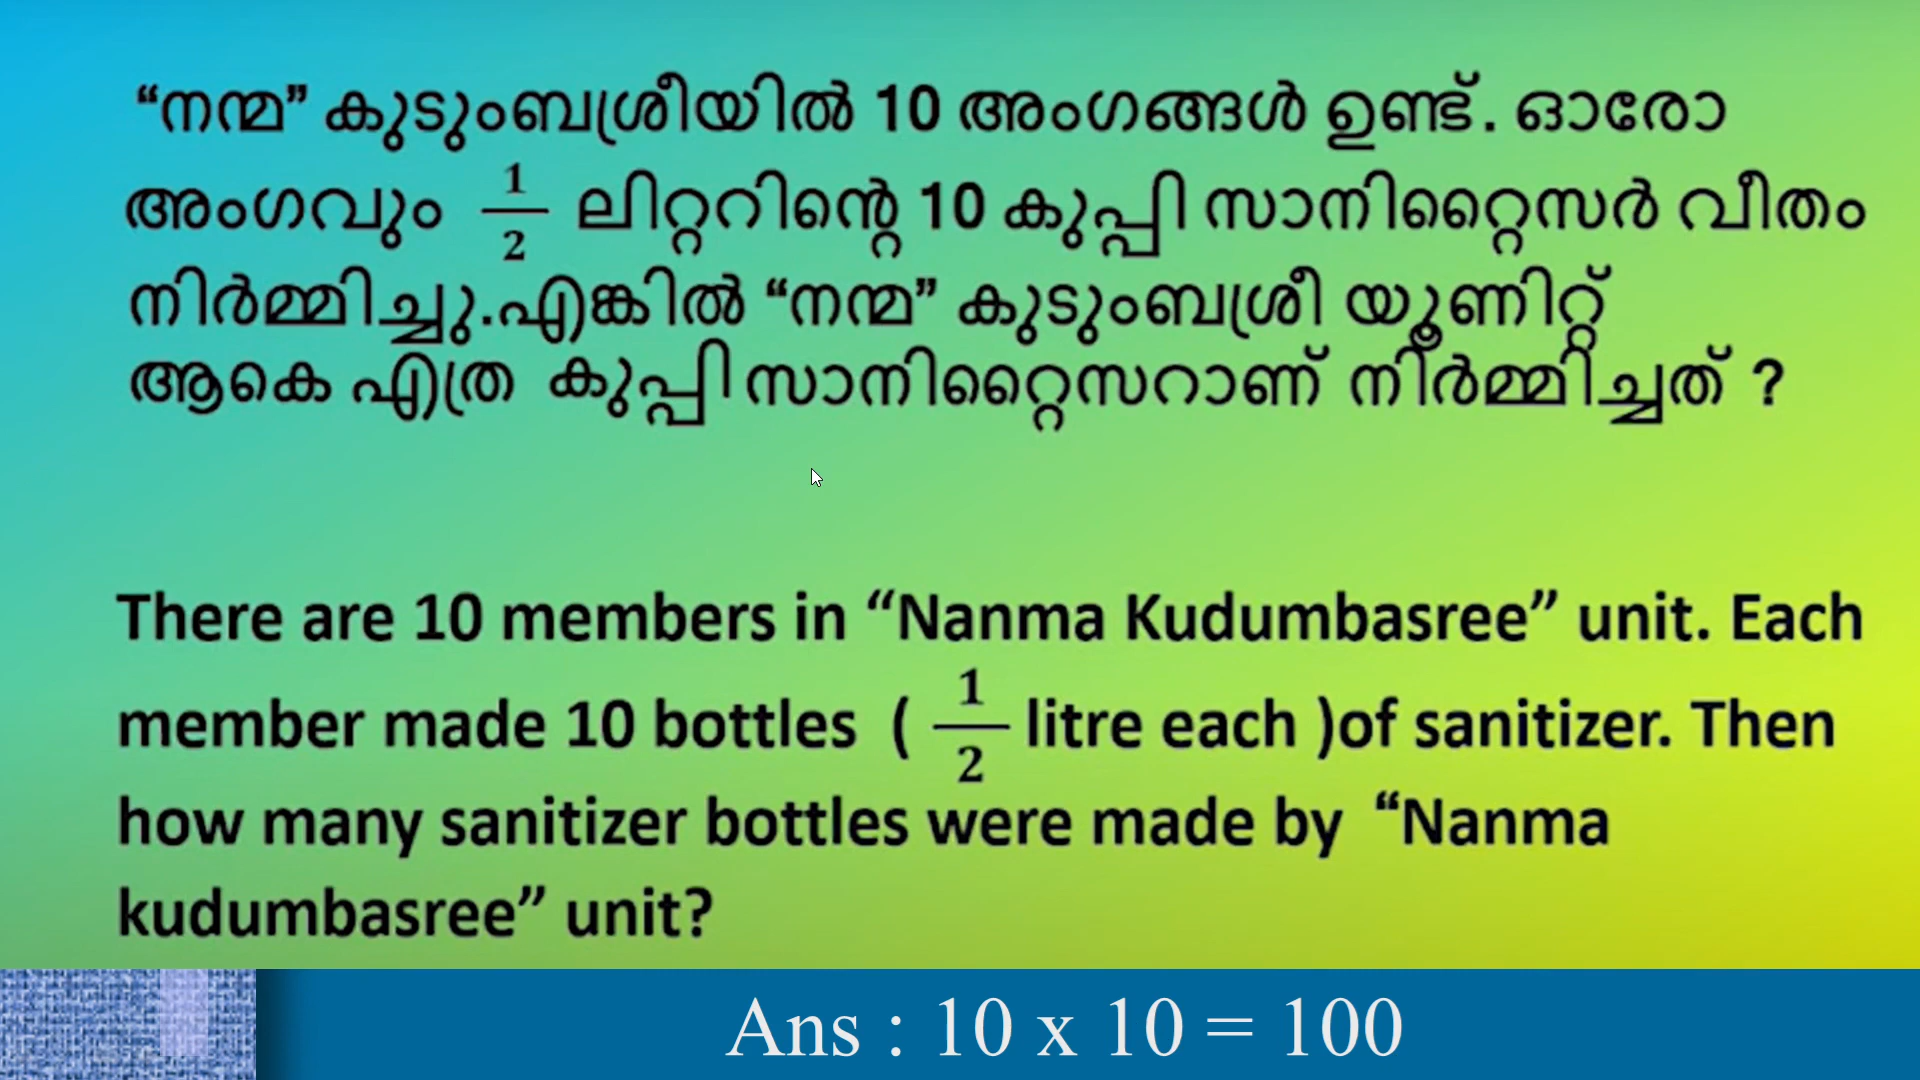 “നന്മ” കുടുംബശ്രീയിൽ 10 അംഗങ്ങൾ ഉണ്ട്. ഓരോ
അംഗവും 1/2 ലിറ്ററിന്റെ 10 കുപ്പി സാനിറ്റൈസർ വീതം
നിർമ്മിച്ചു.എങ്കിൽ “നന്മ” കുടുംബശ്രീ യൂണിറ്റ്
ആകെ എത്ര കുപ്പി സാനിറ്റൈസറാണ് നിർമ്മിച്ചത് ?
There are 10 members in “Nanma Kudumbasree” unit. Each
member made 10 bottles ( 1/2 litre each )of sanitizer. Then
how many sanitizer bottles were made by “Nanma
kudumbasree” unit?
Ans : 10 x 10 = 100